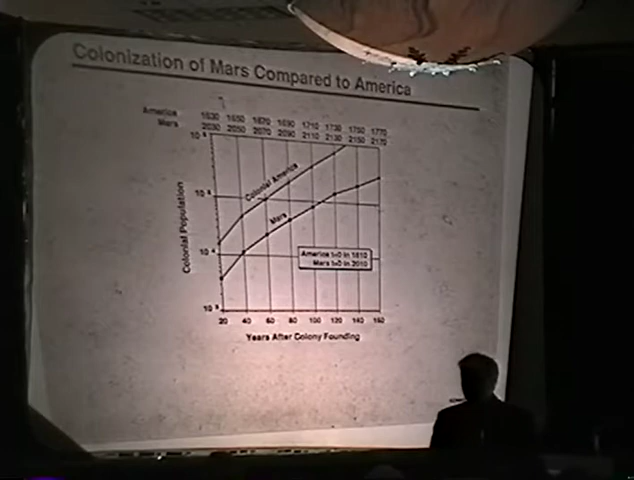 Colonization of Mars Compared to America
America 1630 1650 1670 1690 1710 1730 1750 1770
Mars 2030 2050 2070 2090 2110 2130 2150 2170
Colonial Population
Colonial America
Mars
America t=0 in 1610
Mars t=0 in 2010
20 40 60 80 100 120 140 160
Years After Colony Founding